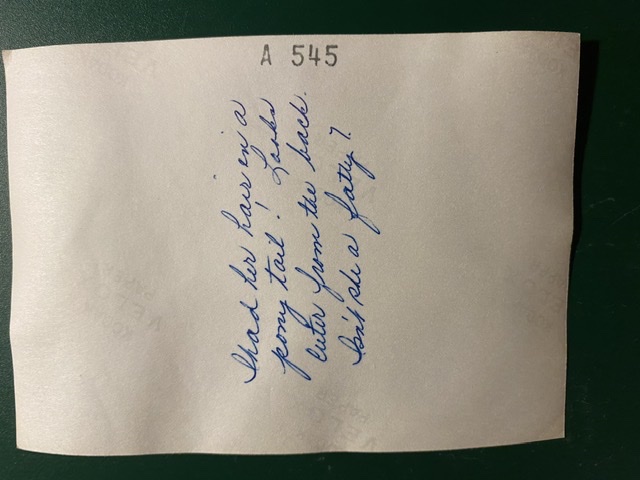 A 545
I had her hair in a
pony tail! Looks
cuter from the back.
Isn't she a fatty?